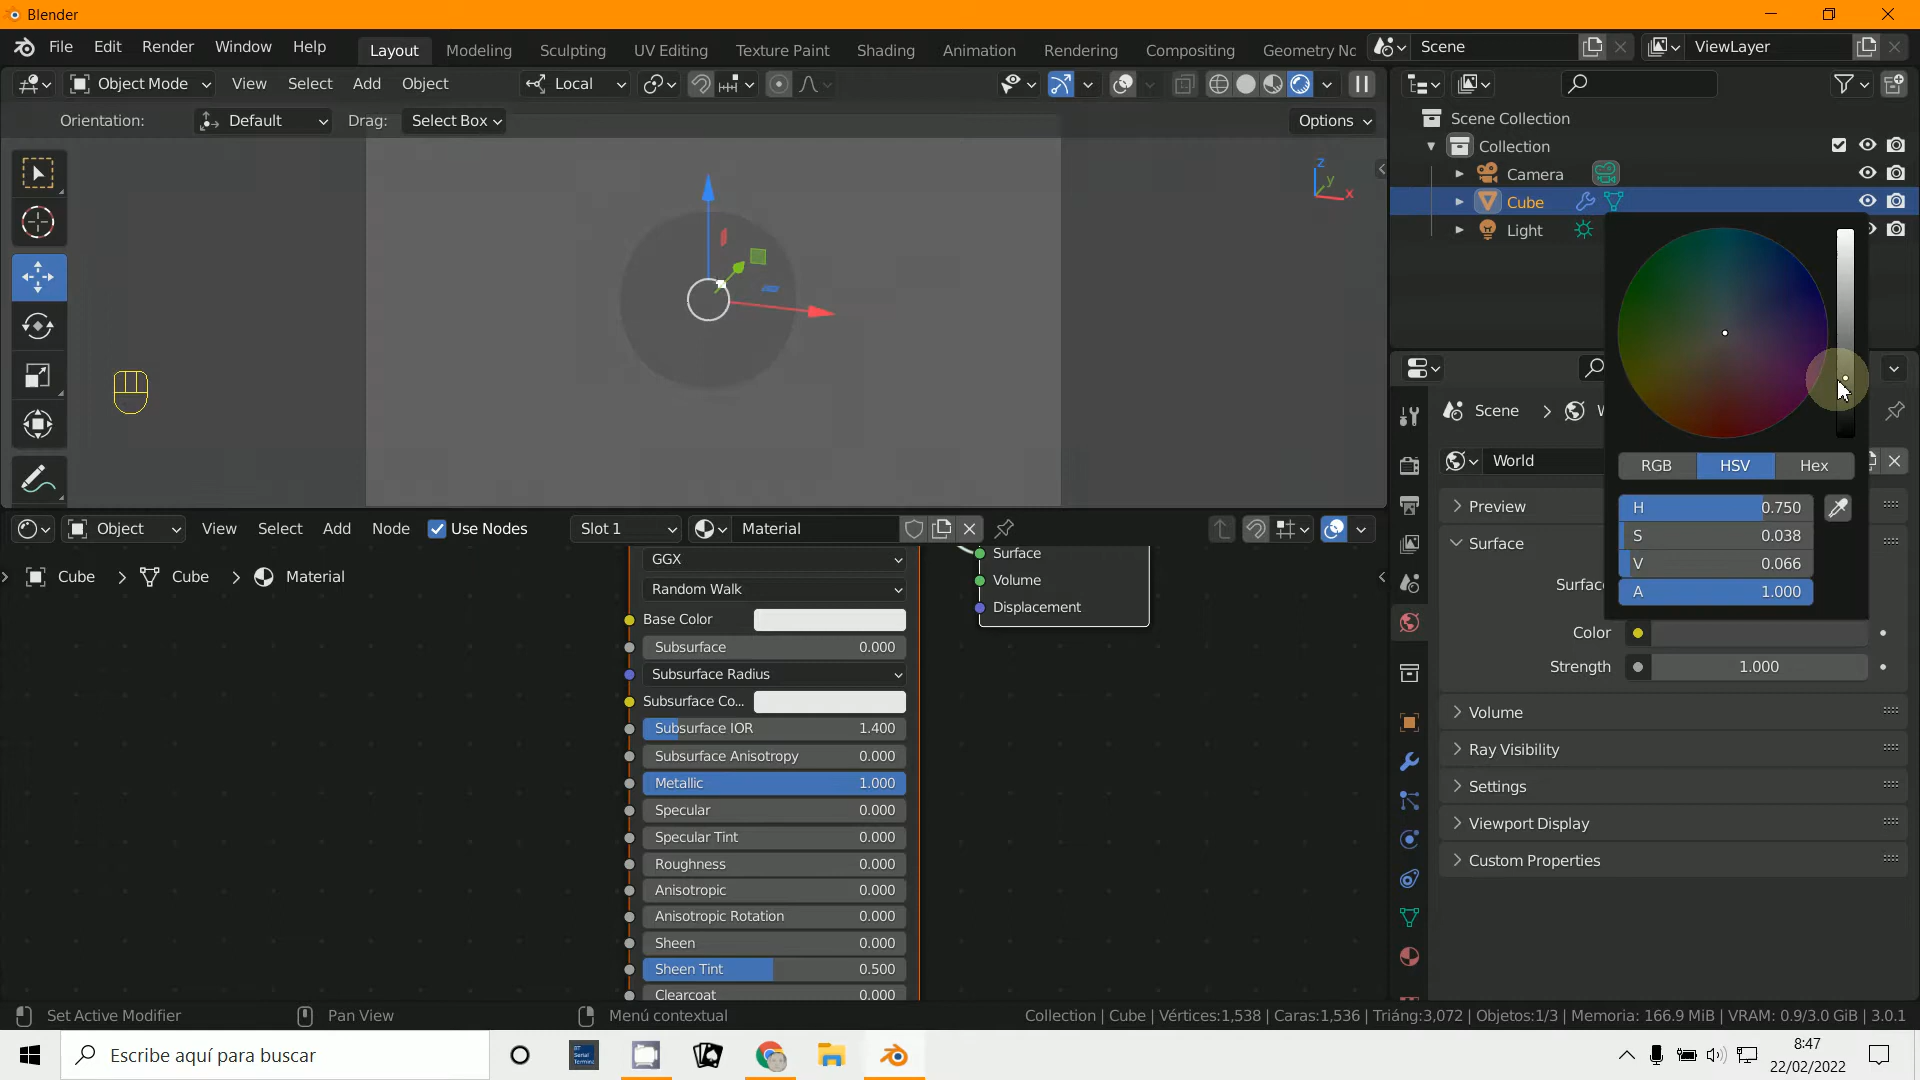 Blender
File Edit Render Window Help Layout Modeling Sculpting UV Editing Texture Paint Shading Animation Rendering Compositing Geometry No Scene ViewLayer
Object Mode View Select Add Object Local
Orientation: Default Drag: Select Box Options
Z
Y
X
Scene Collection
Collection
Camera
Cube
Light
RGB HSV Hex
H 0.750
S 0.038
V 0.066
A 1.000
Scene > W
World
Preview
Surface
Surfac
Color
Strength 1.000
Volume
Ray Visibility
Settings
Viewport Display
Custom Properties
Object View Select Add Node Use Nodes Slot 1 Material
Cube > Cube > Material
GGX
Random Walk
Base Color
Subsurface 0.000
Subsurface Radius
Subsurface Co...
Subsurface IOR 1.400
Subsurface Anisotropy 0.000
Metallic 1.000
Specular 0.000
Specular Tint 0.000
Roughness 0.000
Anisotropic 0.000
Anisotropic Rotation 0.000
Sheen 0.000
Sheen Tint 0.500
Clearcoat 0.000
Surface
Volume
Displacement
Set Active Modifier Pan View Menú contextual Collection | Cube | Vértices:1,538 | Caras:1,536 | Triáng:3,072 | Objetos:1/3 | Memoria: 166.9 MiB | VRAM: 0.9/3.0 GiB | 3.0.1
Escribe aquí para buscar
8:47
22/02/2022